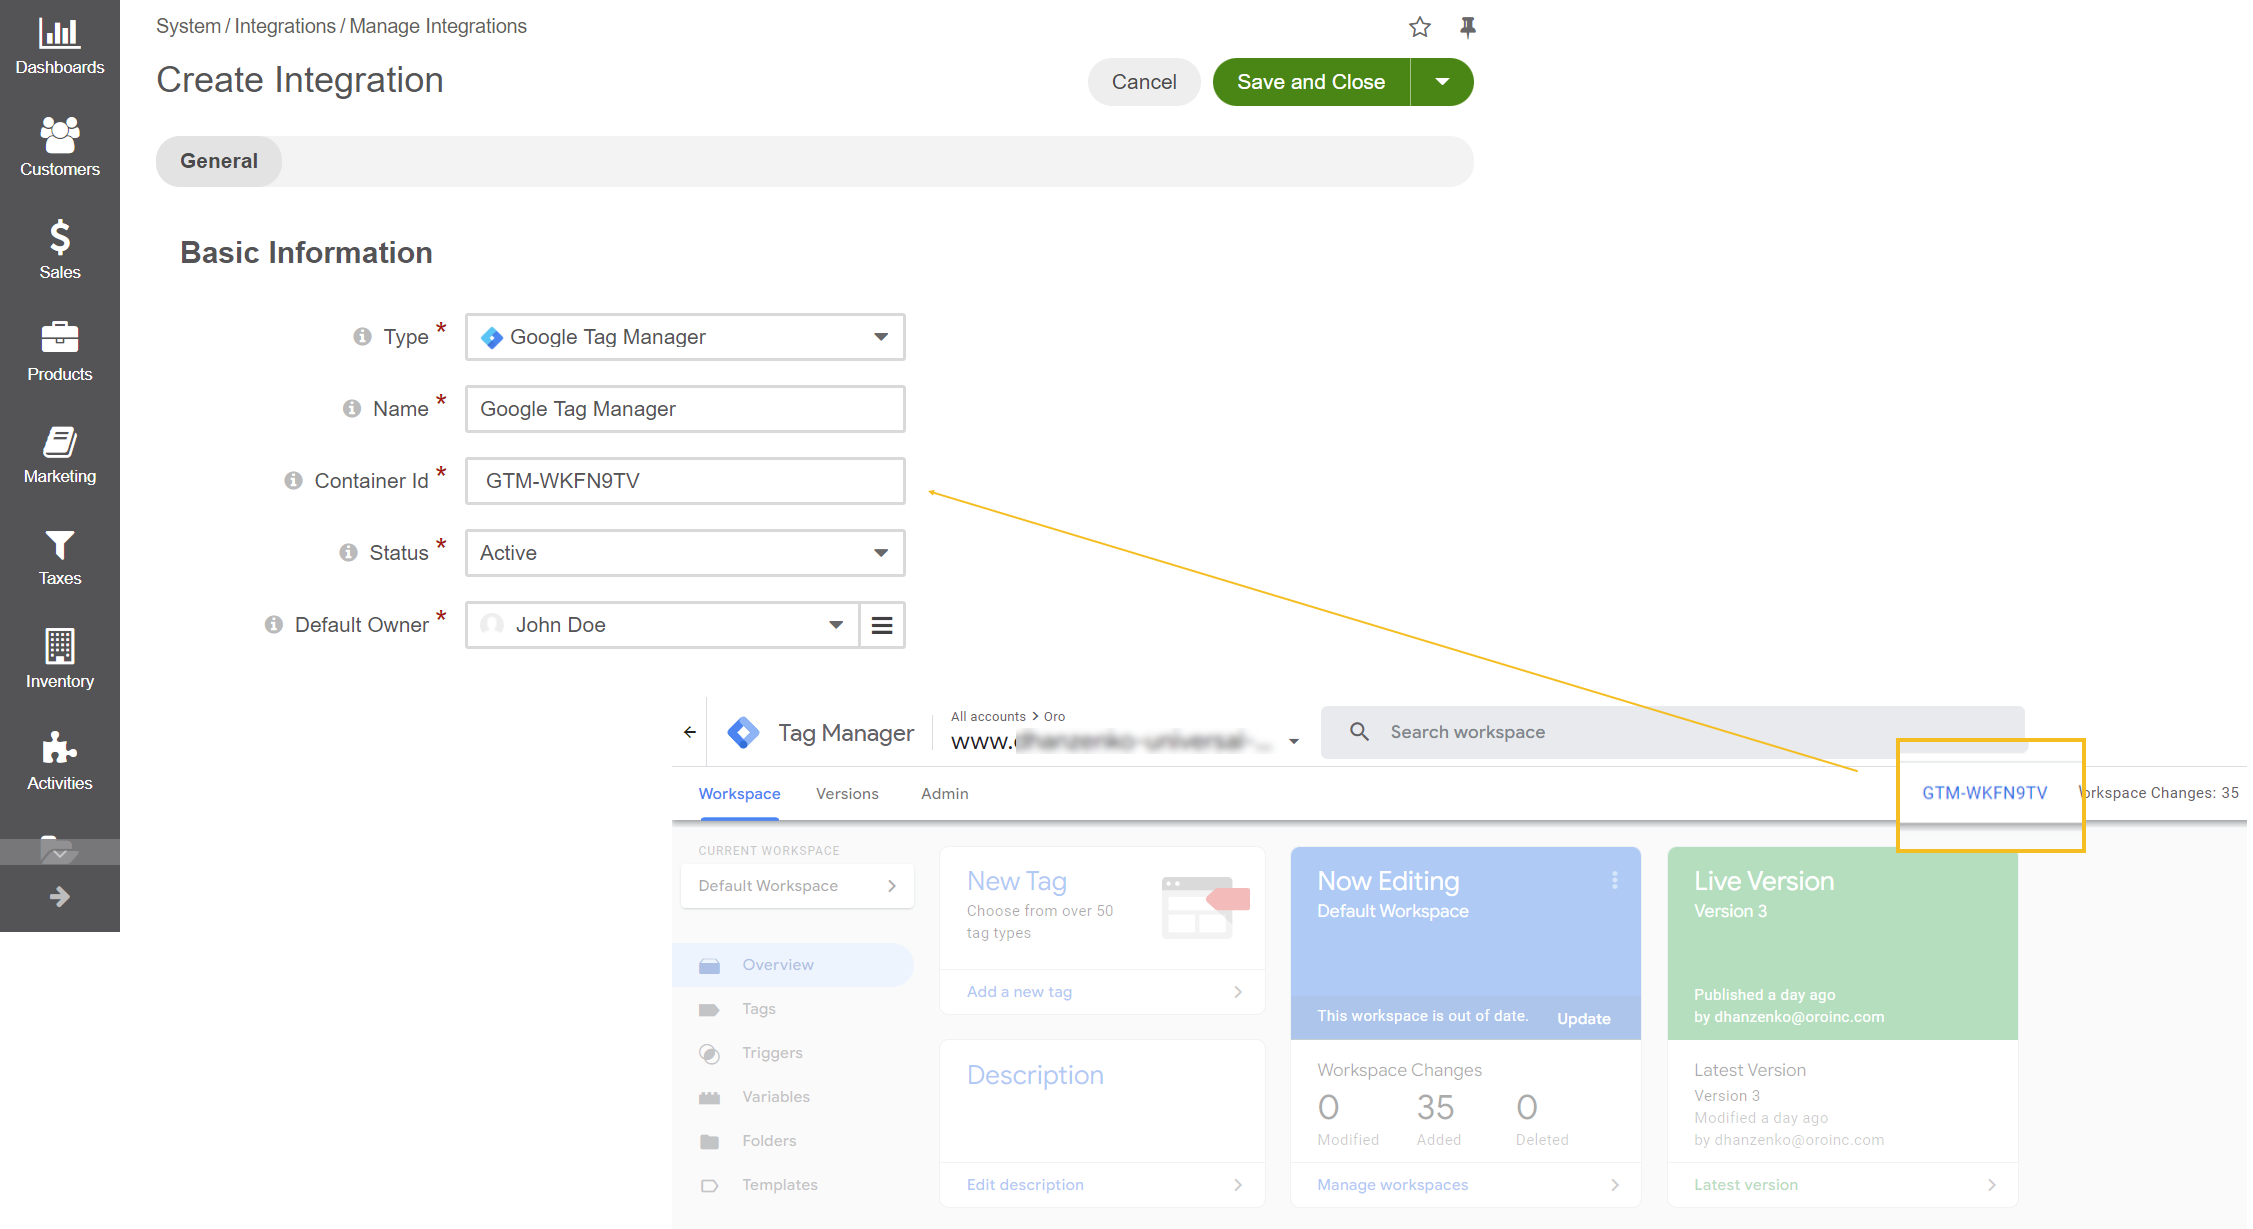 System / Integrations / Manage Integrations
Create Integration
Cancel
Save and Close
General
Dashboards
Customers
Sales
Products
Marketing
Taxes
Inventory
Activities
Basic Information
Type *
Google Tag Manager
Name *
Google Tag Manager
Container Id *
GTM-WKFN9TV
Status *
Active
Default Owner *
John Doe
Tag Manager
All accounts > Oro
www.
Search workspace
Workspace
Versions
Admin
GTM-WKFN9TV
orkspace Changes: 35
CURRENT WORKSPACE
Default Workspace
Overview
Tags
Triggers
Variables
Folders
Templates
New Tag
Choose from over 50
tag types
Add a new tag
Description
Edit description
Now Editing
Default Workspace
This workspace is out of date.
Update
Workspace Changes
0 35 0
Modified Added Deleted
Manage workspaces
Live Version
Version 3
Published a day ago
by dhanzenko@oroinc.com
Latest Version
Version 3
Modified a day ago
by dhanzenko@oroinc.com
Latest version